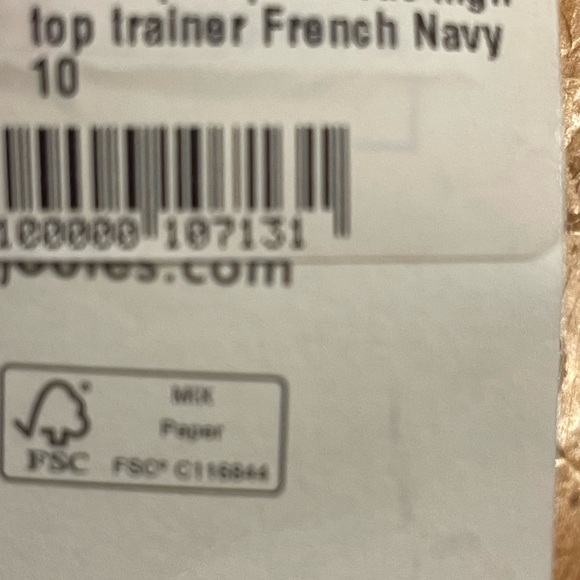 top trainer French Navy
10
100000 107131
joules.com
MIX
Paper
FSC
FSC® C116844